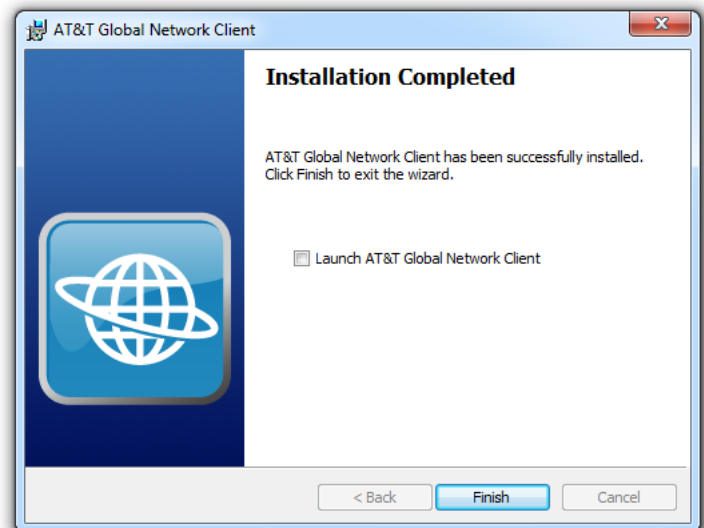 AT&T Global Network Client
Installation Completed
AT&T Global Network Client has been successfully installed.
Click Finish to exit the wizard.
Launch AT&T Global Network Client
< Back
Finish
Cancel